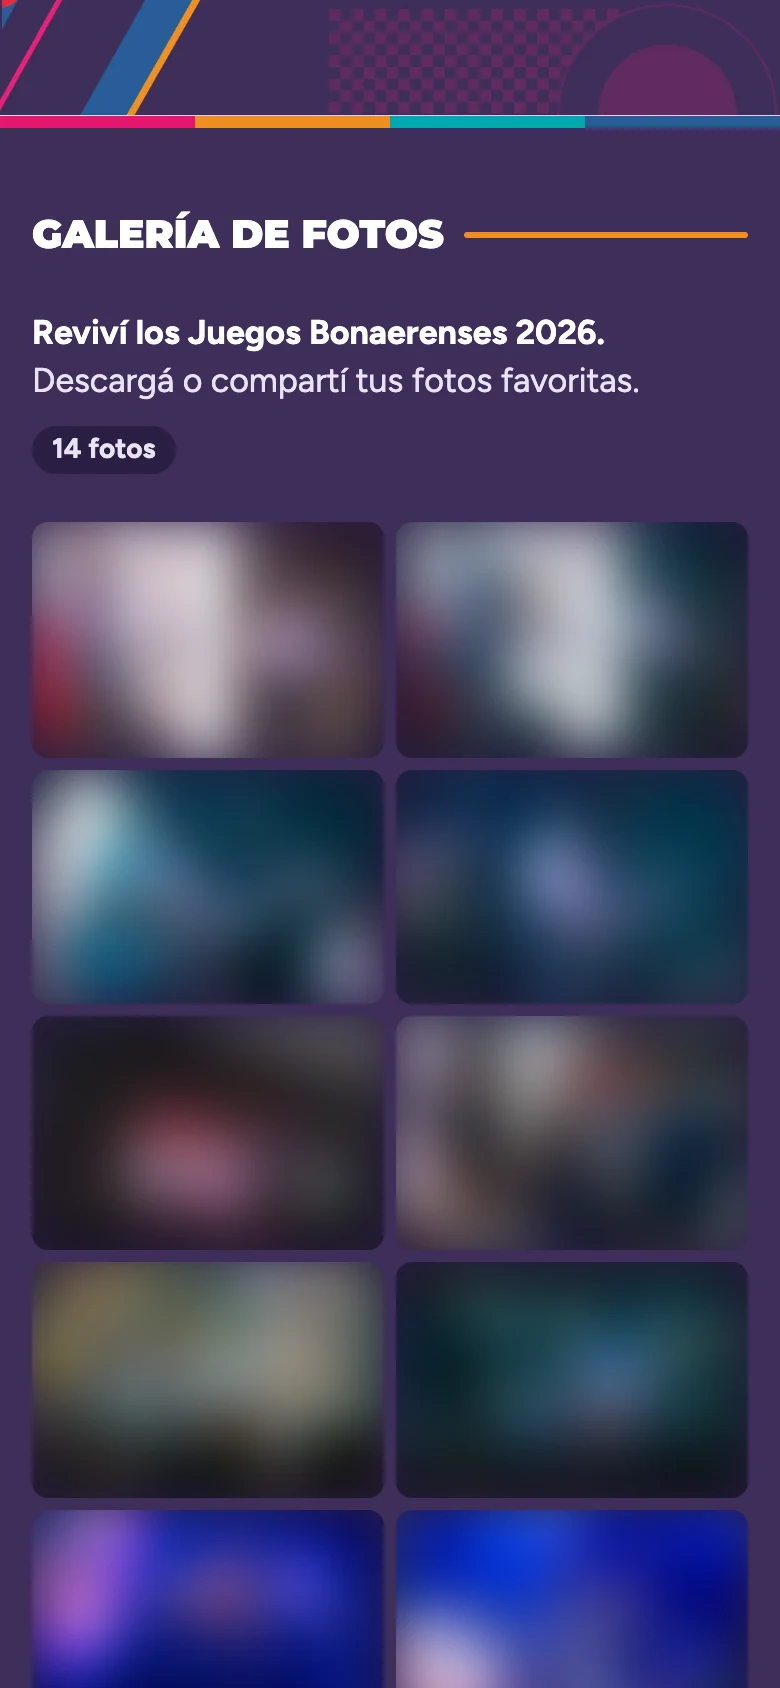 GALERÍA DE FOTOS
Reviví los Juegos Bonaerenses 2026.
Descargá o compartí tus fotos favoritas.
14 fotos